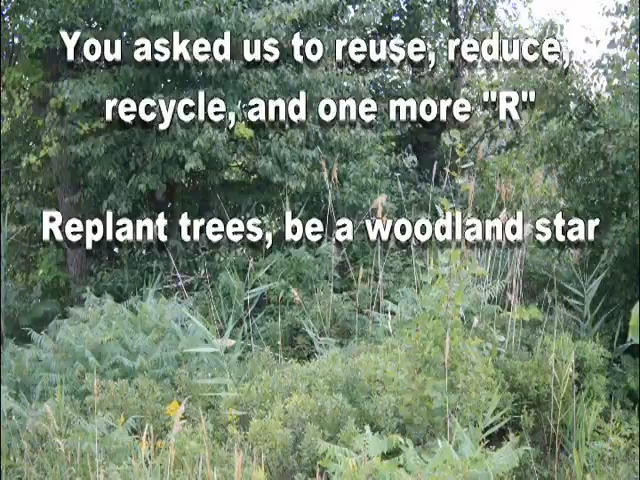 You asked us to reuse, reduce,
recycle, and one more "R"
Replant trees, be a woodland star